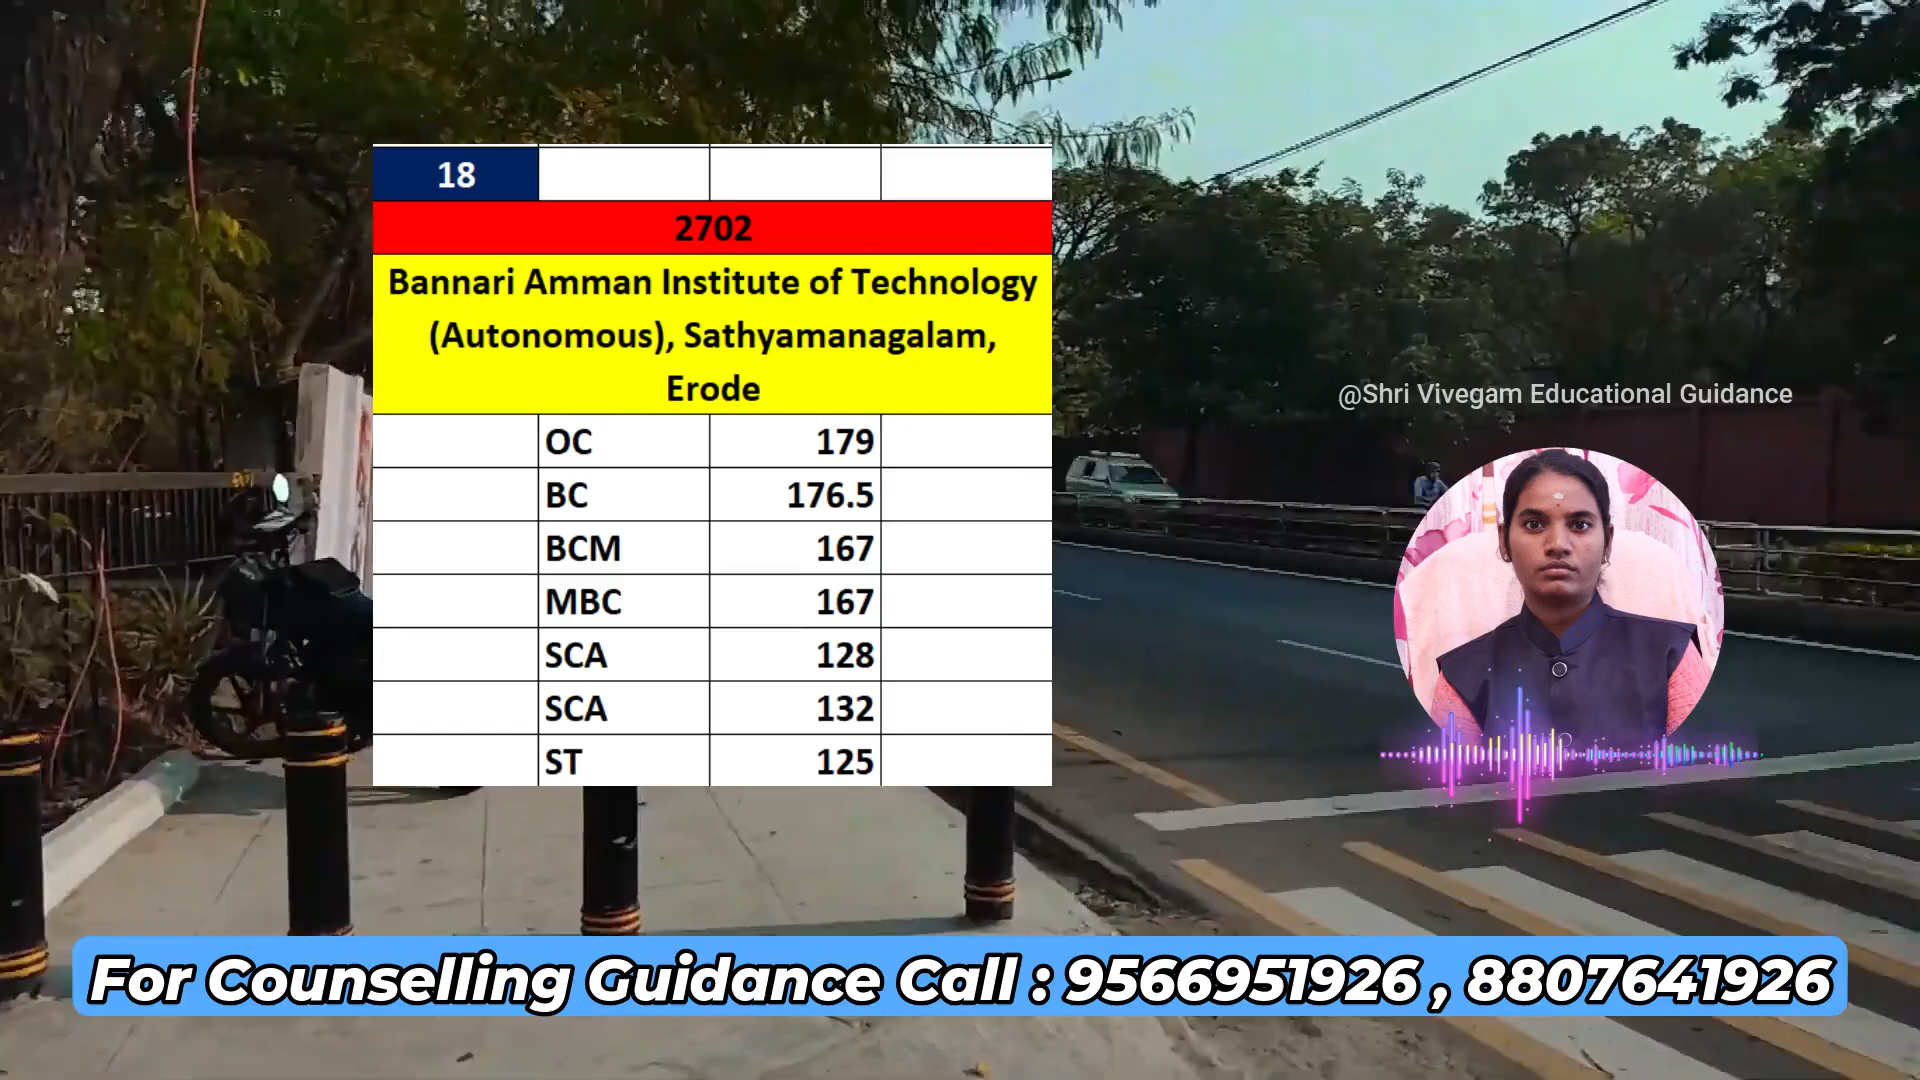 18
2702
Bannari Amman Institute of Technology
(Autonomous), Sathyamanagalam,
Erode
OC 179
BC 176.5
BCM 167
MBC 167
SCA 128
SCA 132
ST 125
@Shri Vivegam Educational Guidance
For Counselling Guidance Call : 9566951926 , 8807641926